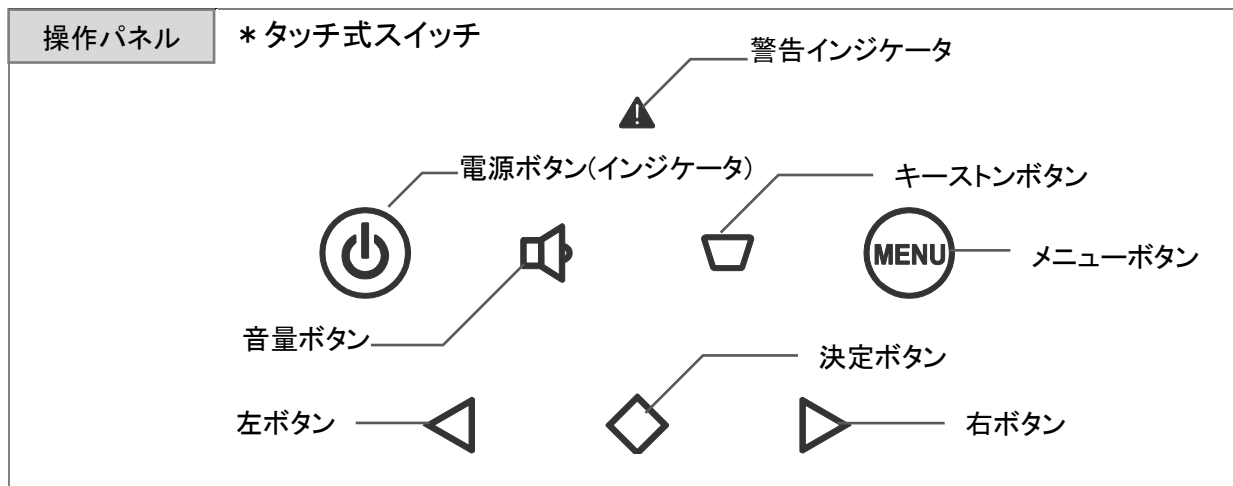 操作パネル
＊タッチ式スイッチ
警告インジケータ
電源ボタン(インジケータ)
キーストンボタン
MENU
メニューボタン
音量ボタン
決定ボタン
左ボタン
右ボタン